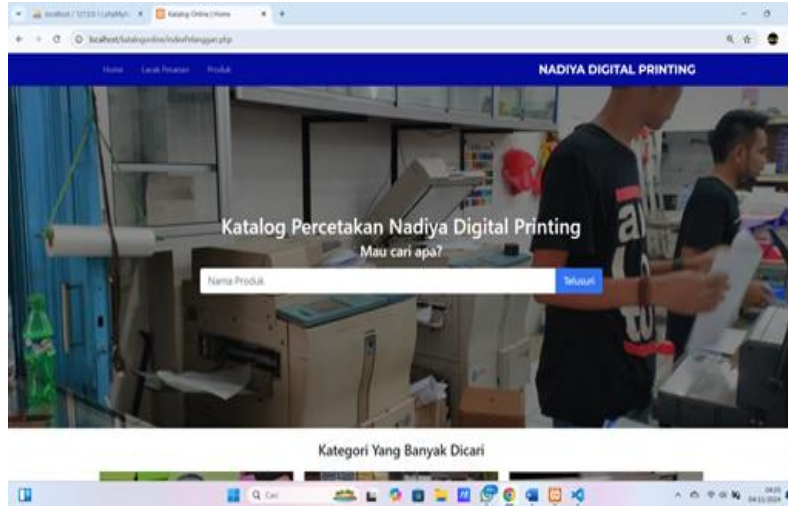 Katalog Online | Home
localhost/katalogonline/indexPelanggan.php
Home Lacak Pesanan Produk NADIYA DIGITAL PRINTING
Katalog Percetakan Nadiya Digital Printing
Mau cari apa?
Nama Produk Telusuri
Kategori Yang Banyak Dicari
Cari